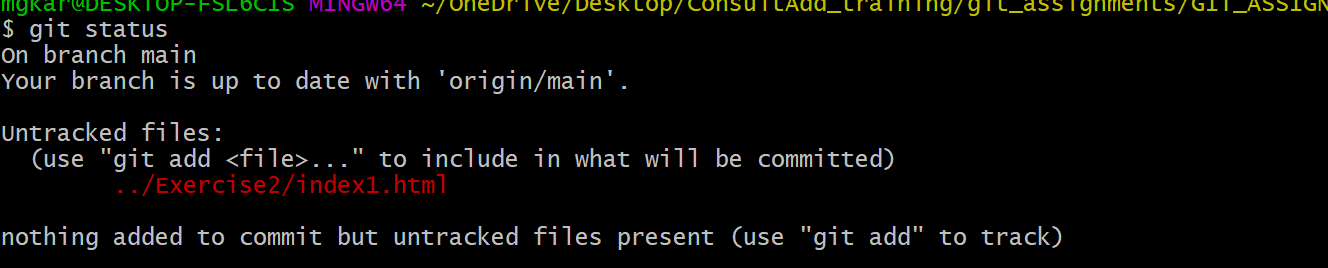 mgkar@DESKTOP-FSL6CIS MINGW64 ~/OneDrive/Desktop/ConsultAdd_training/git_assignments/GIT_ASSIGN
$ git status
On branch main
Your branch is up to date with 'origin/main'.
Untracked files:
(use "git add <file>..." to include in what will be committed)
../Exercise2/index1.html
nothing added to commit but untracked files present (use "git add" to track)